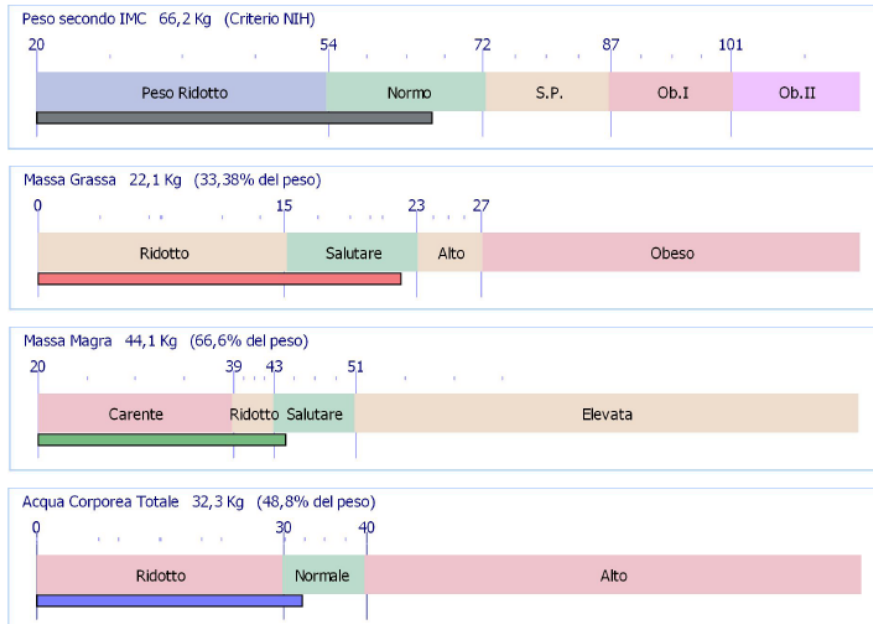 Peso secondo IMC 66,2 Kg (Criterio NIH)
20 54 72 87 101
Peso Ridotto Normo S.P. Ob.I Ob.II
Massa Grassa 22,1 Kg (33,38% del peso)
0 15 23 27
Ridotto Salutare Alto Obeso
Massa Magra 44,1 Kg (66,6% del peso)
20 39 43 51
Carente Ridotto Salutare Elevata
Acqua Corporea Totale 32,3 Kg (48,8% del peso)
0 30 40
Ridotto Normale Alto